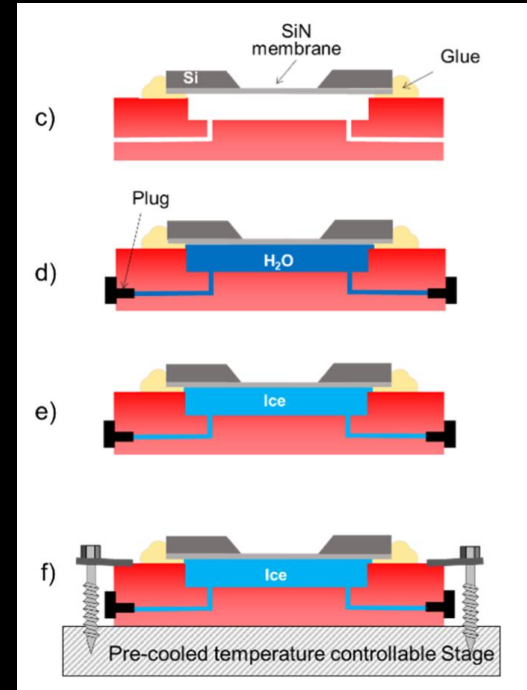 SiN
membrane
Si
Glue
c)
Plug
d)
H₂O
e)
Ice
f)
Ice
Pre-cooled temperature controllable Stage